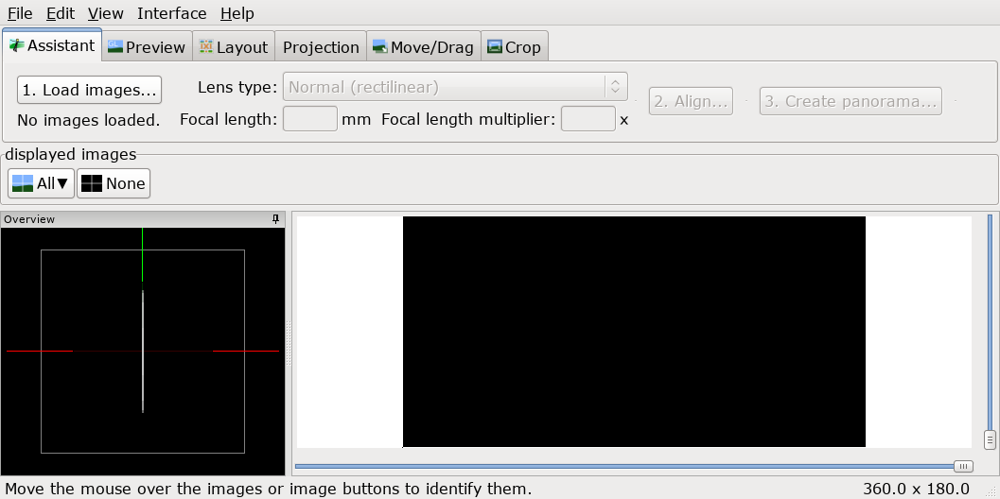 File Edit View Interface Help
Assistant Preview Layout Projection Move/Drag Crop
1. Load images... Lens type: Normal (rectilinear) 2. Align... 3. Create panorama...
No images loaded. Focal length: mm Focal length multiplier: x
displayed images
All▼ None
Overview
Move the mouse over the images or image buttons to identify them. 360.0 x 180.0